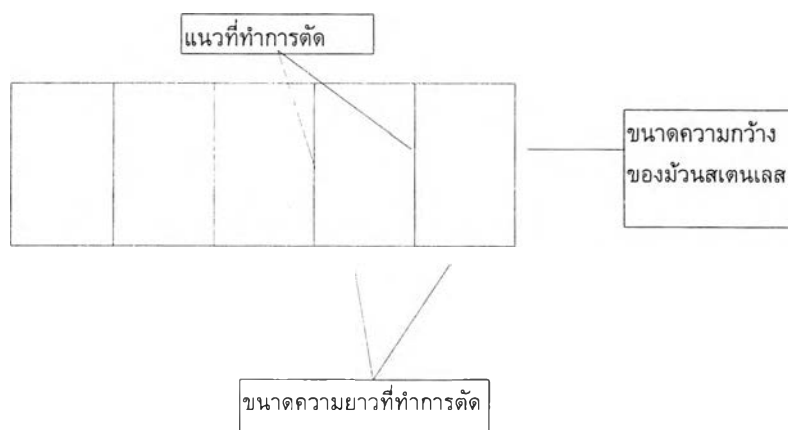 แนวที่ทำการตัด
ขนาดความกว้าง
ของม้วนสเตนเลส
ขนาดความยาวที่ทำการตัด